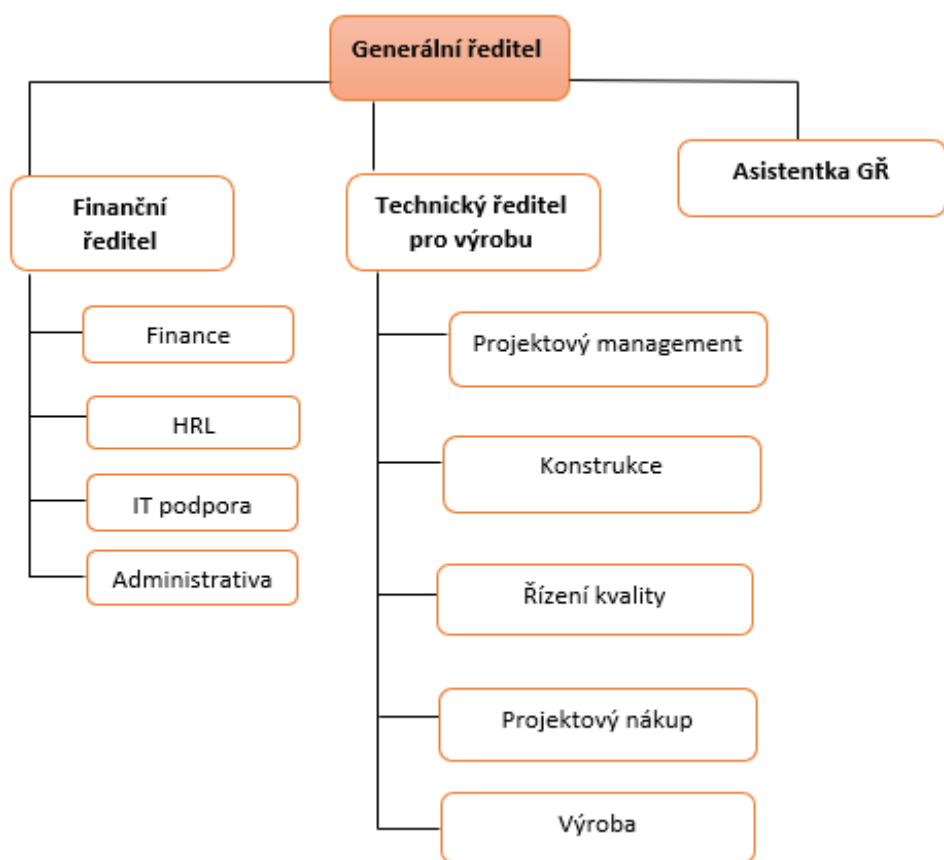 Generální ředitel
Asistentka GŘ
Finanční
ředitel
Technický ředitel
pro výrobu
Finance
HRL
IT podpora
Administrativa
Projektový management
Konstrukce
Řízení kvality
Projektový nákup
Výroba